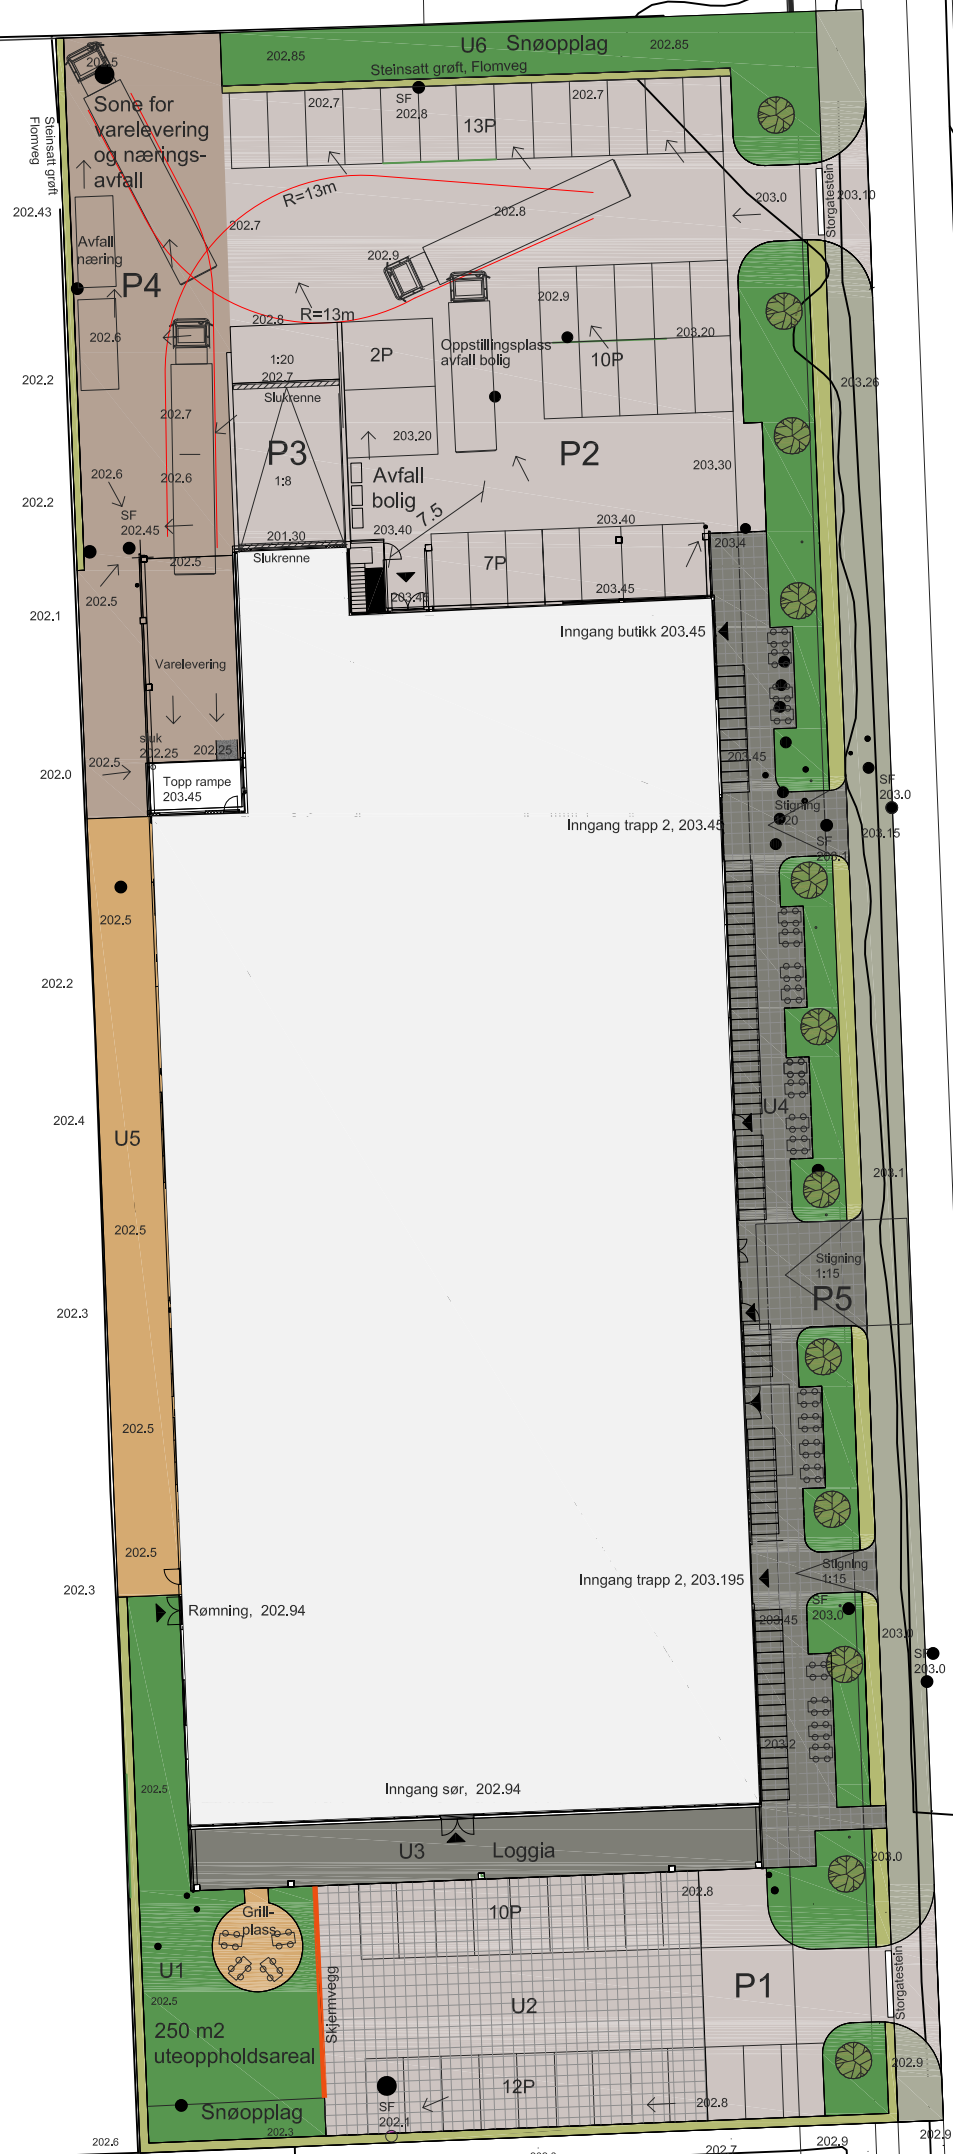 U6 Snøopplag
202.85
202.85
Steinsatt grøft, Flomveg
202.7
SF
202.8
202.7
13P
Sone for
varelevering
og nærings-
avfall
Steinsatt grøft
Flomveg
202.43
R=13m
202.8
203.0
203.10
Storgatestein
202.7
Avfall
næring
P4
202.9
202.9
R=13m
202.8
202.6
1:20
2P
Oppstillingsplass
avfall bolig
10P
203.20
202.7
Slukrenne
202.2
203.26
202.7
203.20
P3
P2
1:8
Avfall
bolig
203.30
202.6
202.6
202.2
SF
202.45
7.5
203.40
203.40
201.30
203.4
Slukrenne
202.5
7P
202.5
203.45
203.45
202.1
Inngang butikk 203.45
Varelevering
sluk
202.25
202.25
202.5
202.0
203.45
Topp rampe
203.45
SF
203.0
Stigning
1:20
Inngang trapp 2, 203.45
203.15
SF
203.1
202.5
202.2
202.4
U4
U5
203.1
202.5
Stigning
1:15
P5
202.3
202.5
202.5
202.3
Stigning
1:15
Inngang trapp 2, 203.195
Rømning, 202.94
SF
203.0
203.45
203.0
SF
203.0
203.2
202.5
Inngang sør, 202.94
U3 Loggia
203.0
202.8
Grill-
plass
10P
U1
Skjermvegg
P1
Storgatestein
202.5
U2
250 m2
uteoppholdsareal
202.9
12P
Snøopplag
SF
202.1
202.8
202.3
202.6
202.7
202.9
202.9